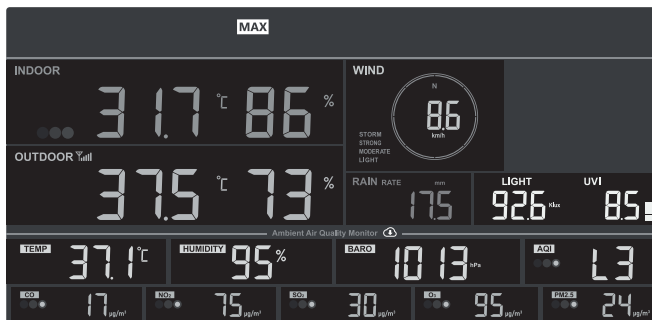 MAX
INDOOR
31.7 °C 86 %
OUTDOOR
37.5 °C 73 %
WIND
N
8.6
km/h
STORM
STRONG
MODERATE
LIGHT
RAIN RATE mm
17.5
LIGHT
92.6 Klux
UVI
8.5
Ambient Air Quality Monitor
TEMP
37.1 °C
HUMIDITY
95 %
BARO
1013 hPa
AQI
L3
CO
17 µg/m³
NO₂
75 µg/m³
SO₂
30 µg/m³
O₃
95 µg/m³
PM2.5
24 µg/m³